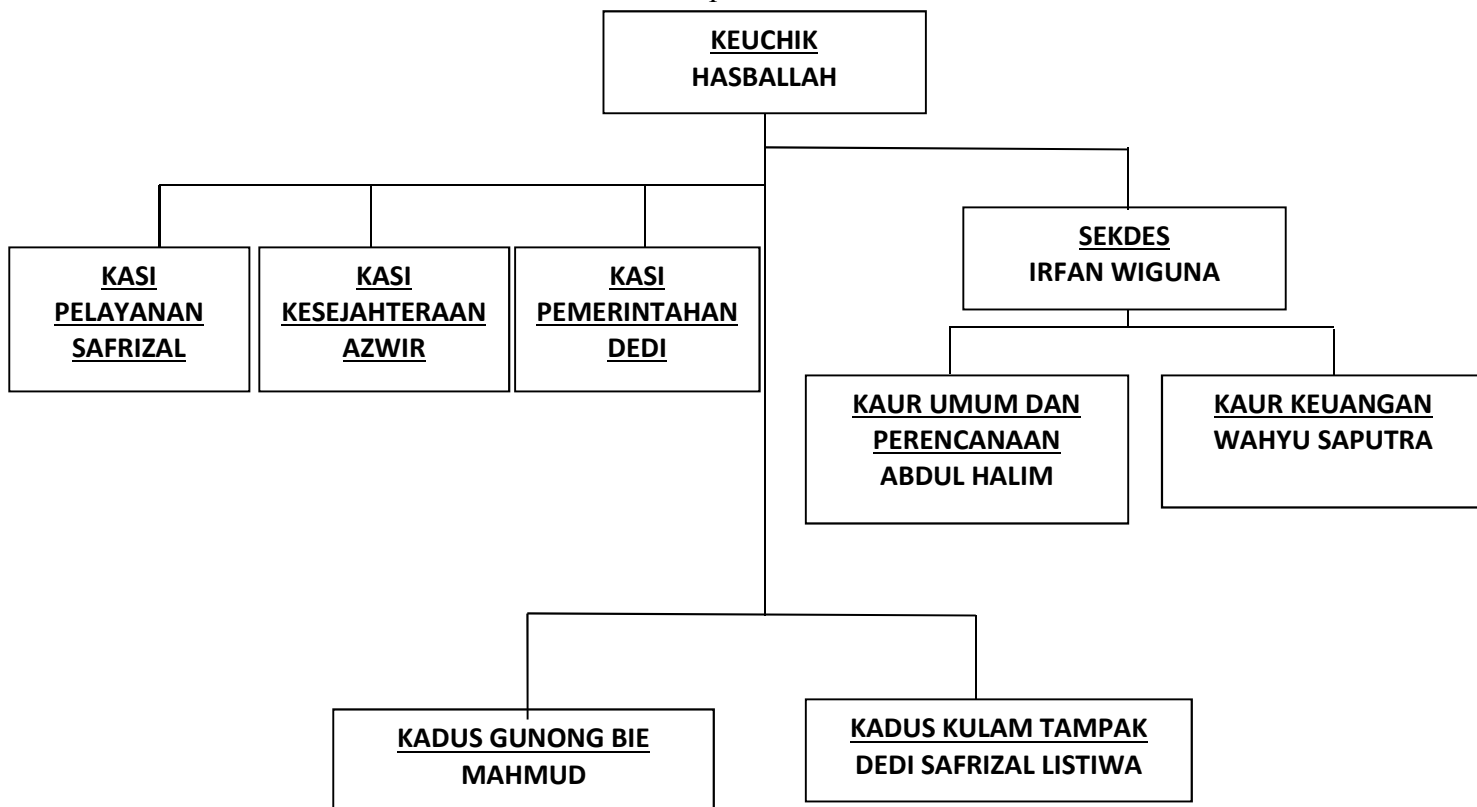 KEUCHIK
HASBALLAH
SEKDES
IRFAN WIGUNA
KASI
PELAYANAN
SAFRIZAL
KASI
KESEJAHTERAAN
AZWIR
KASI
PEMERINTAHAN
DEDI
KAUR UMUM DAN
PERENCANAAN
ABDUL HALIM
KAUR KEUANGAN
WAHYU SAPUTRA
KADUS GUNONG BIE
MAHMUD
KADUS KULAM TAMPAK
DEDI SAFRIZAL LISTIWA